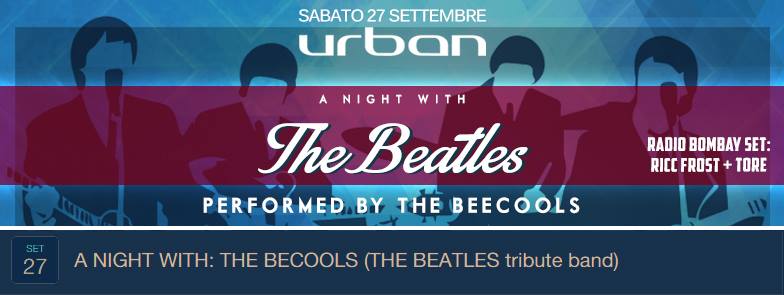 SABATO 27 SETTEMBRE
urban
A NIGHT WITH
The Beatles
RADIO BOMBAY SET:
RICC FROST + TORE
PERFORMED BY THE BEECOOLS
SET
27
A NIGHT WITH: THE BECOOLS (THE BEATLES tribute band)